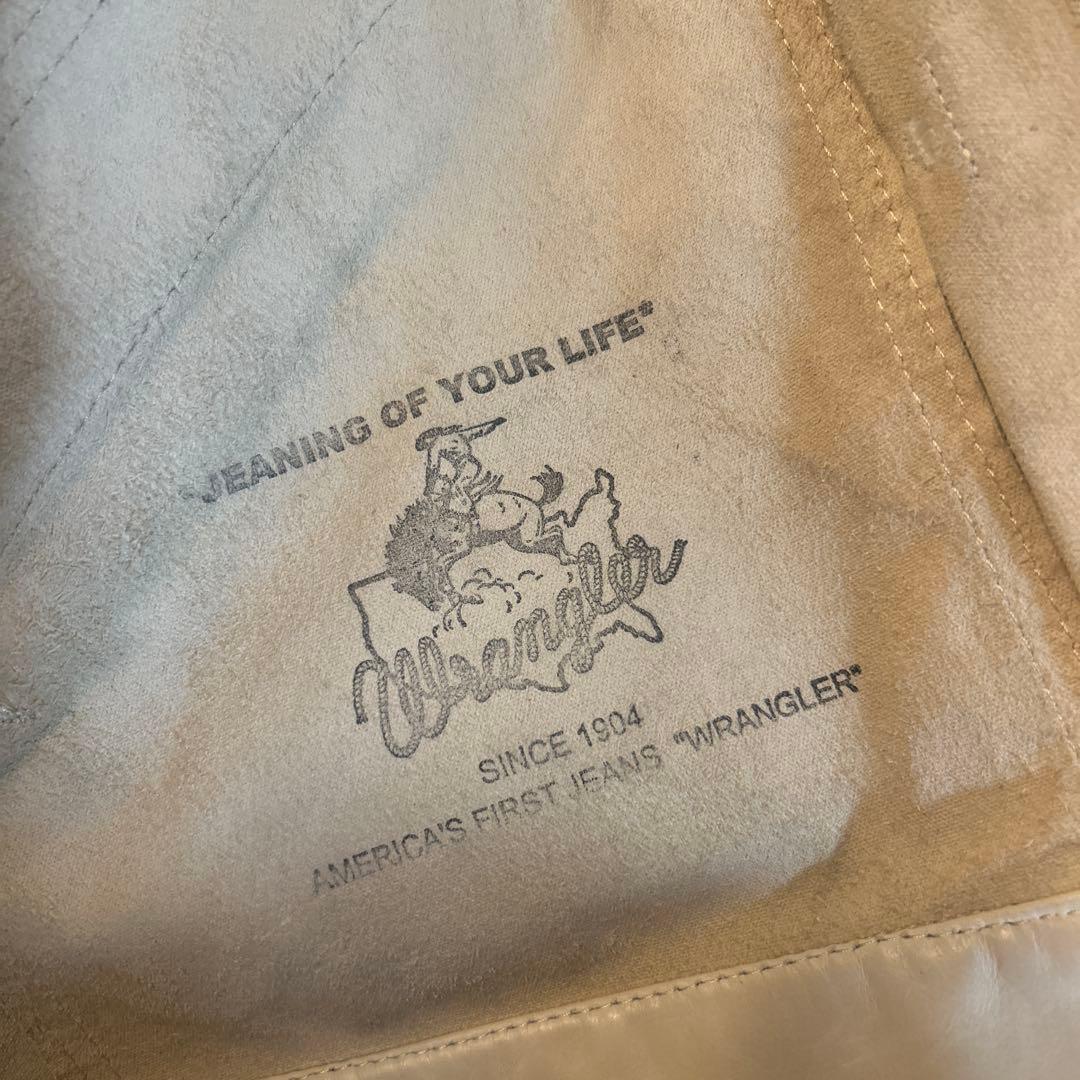 "JEANING OF YOUR LIFE"
Wrangler
SINCE 1904
AMERICA'S FIRST JEANS "WRANGLER"